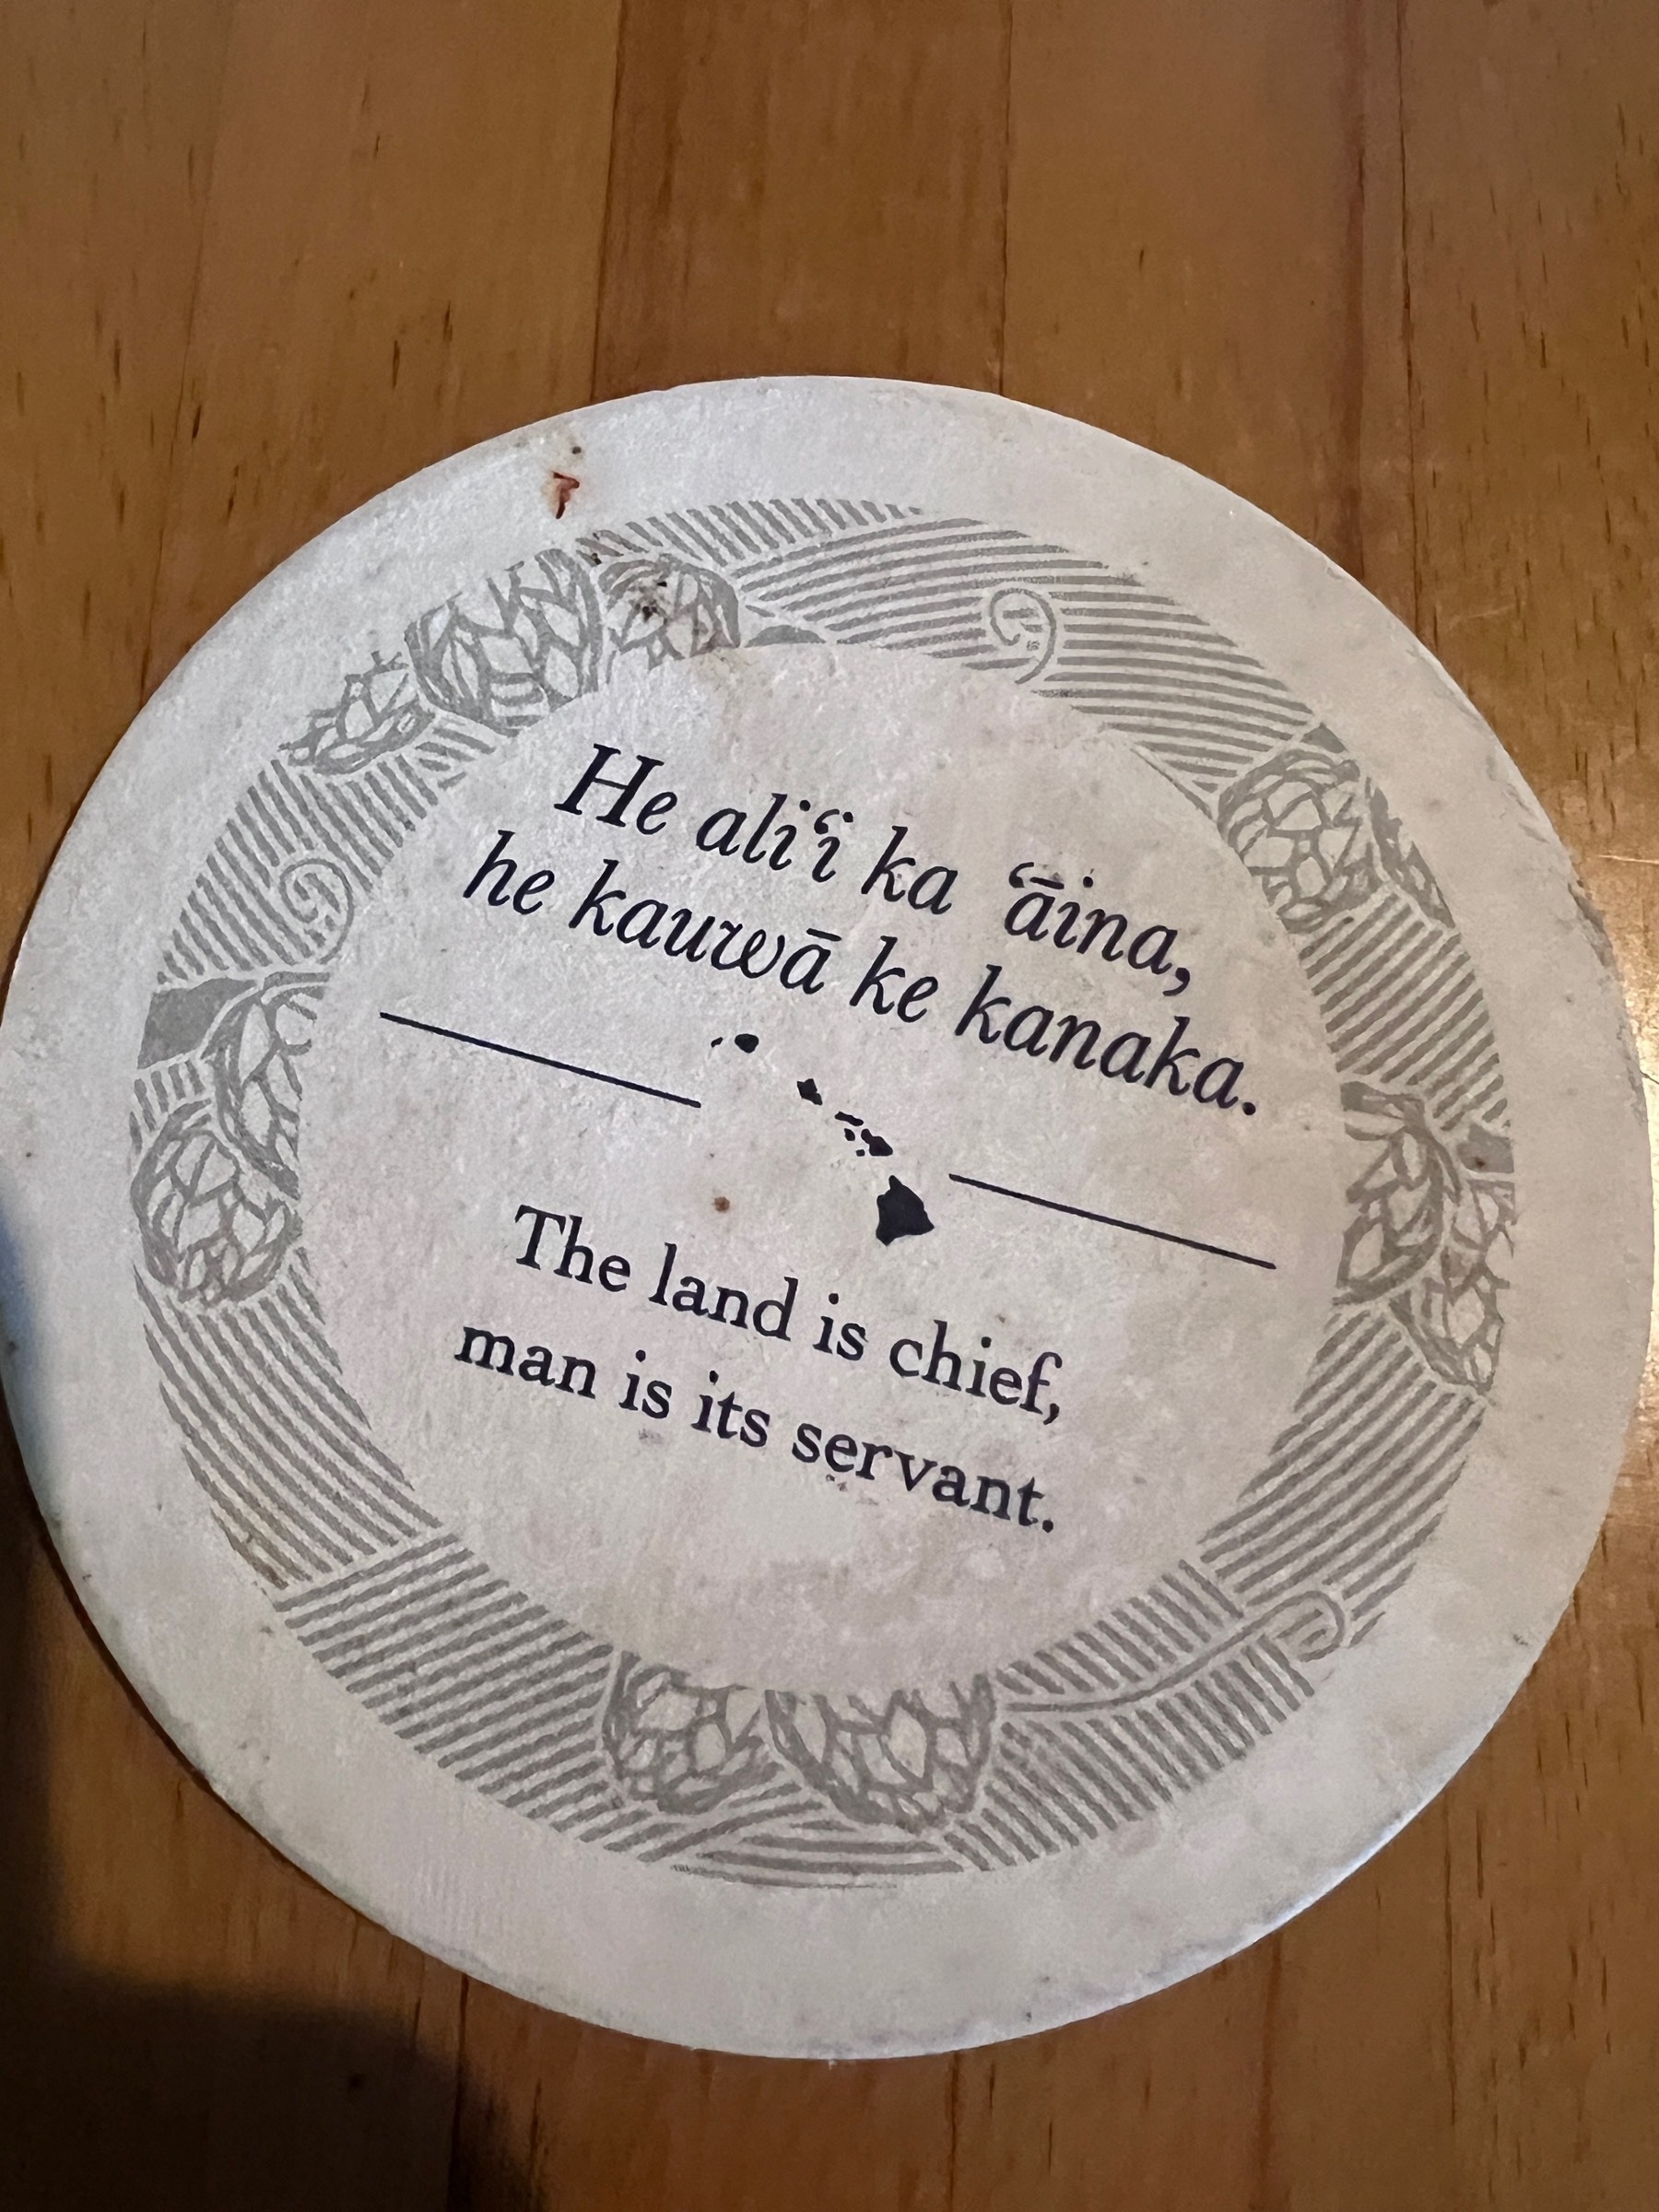 He aliʻi ka ʻāina,
he kauwā ke kanaka.
The land is chief,
man is its servant.